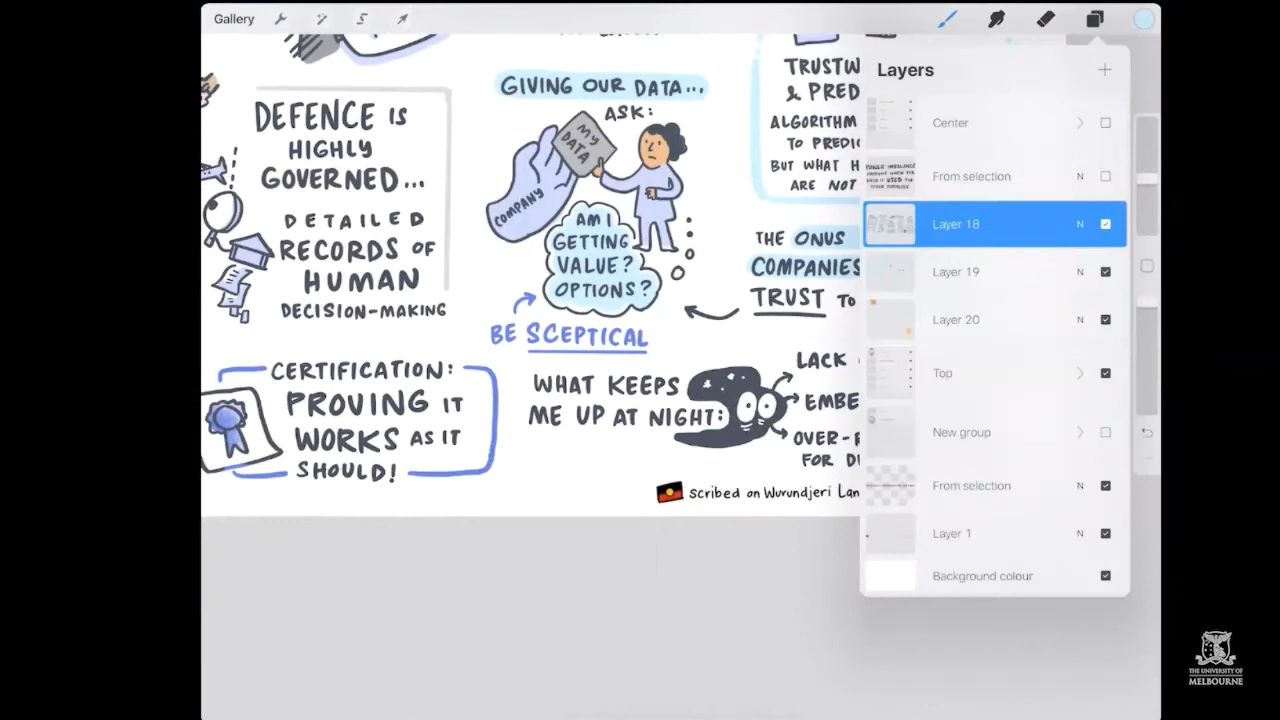 Gallery
DEFENCE IS
HIGHLY
GOVERNED...
DETAILED
RECORDS OF
HUMAN
DECISION-MAKING
CERTIFICATION:
PROVING IT
WORKS AS IT
SHOULD!
GIVING OUR DATA...
ASK:
MY
DATA
COMPANY
AM I
GETTING
VALUE?
OPTIONS?
BE SCEPTICAL
WHAT KEEPS
ME UP AT NIGHT:
TRUSTW
& PRED
ALGORITHM
TO PREDIC
BUT WHAT H
ARE NOT
THE ONUS
COMPANIES
TRUST TO
LACK
EMBE
OVER-R
FOR DI
scribed on Wurundjeri Lan
Layers
Center
From selection N
Layer 18 N
Layer 19 N
Layer 20 N
Top
New group
From selection N
Layer 1 N
Background colour
THE UNIVERSITY OF
MELBOURNE